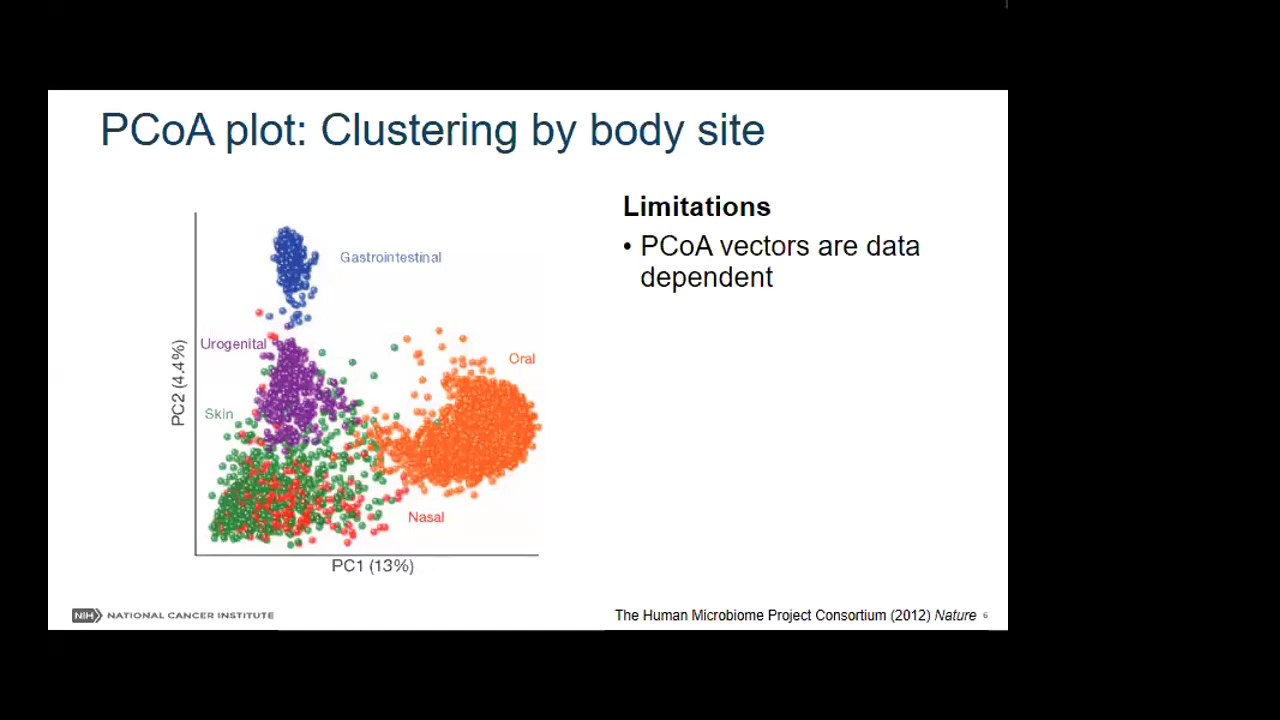 PCoA plot: Clustering by body site
Limitations
• PCoA vectors are data
dependent
Gastrointestinal
Urogenital
Oral
Skin
Nasal
PC2 (4.4%)
PC1 (13%)
NIH NATIONAL CANCER INSTITUTE
The Human Microbiome Project Consortium (2012) Nature 6